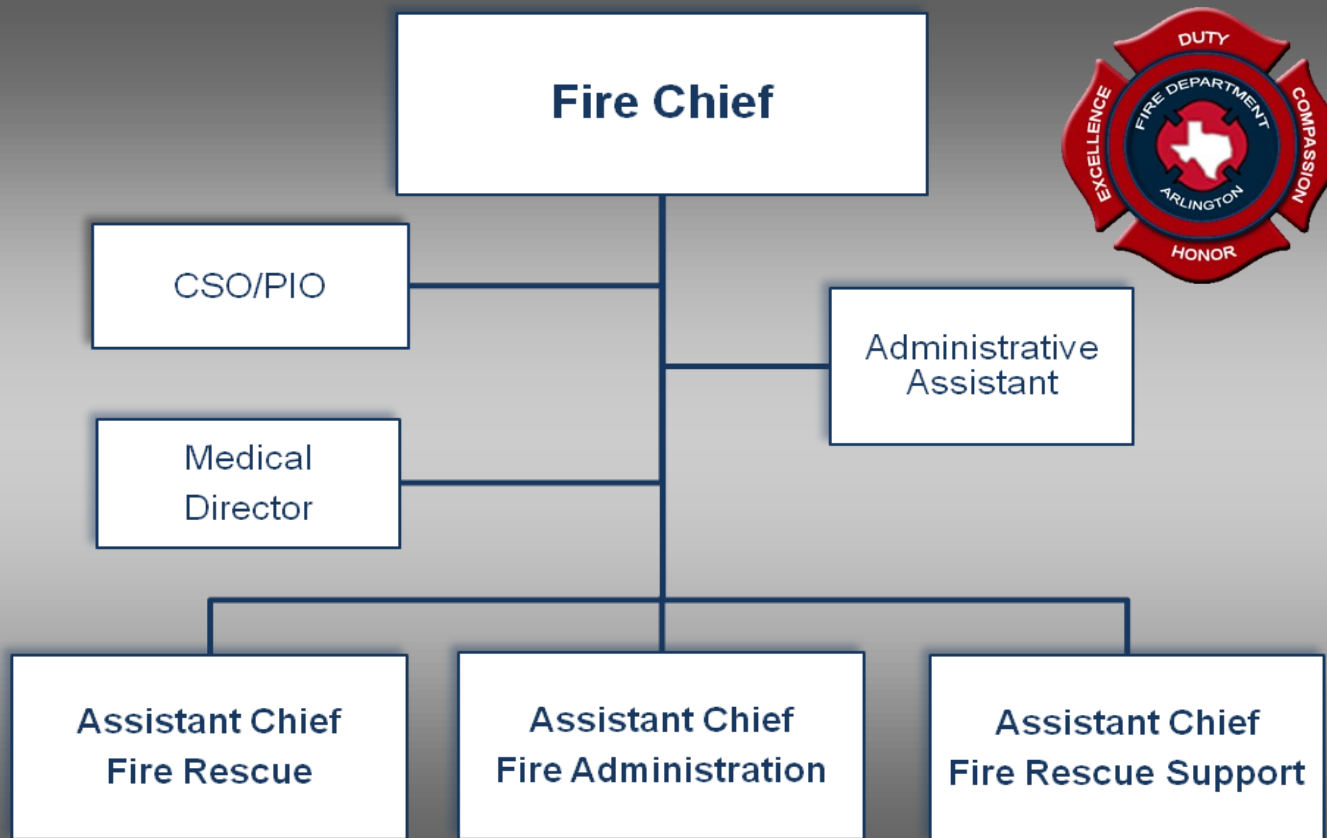 Fire Chief
DUTY
EXCELLENCE
COMPASSION
HONOR
FIRE DEPARTMENT
ARLINGTON
CSO/PIO
Administrative
Assistant
Medical
Director
Assistant Chief
Fire Rescue
Assistant Chief
Fire Administration
Assistant Chief
Fire Rescue Support